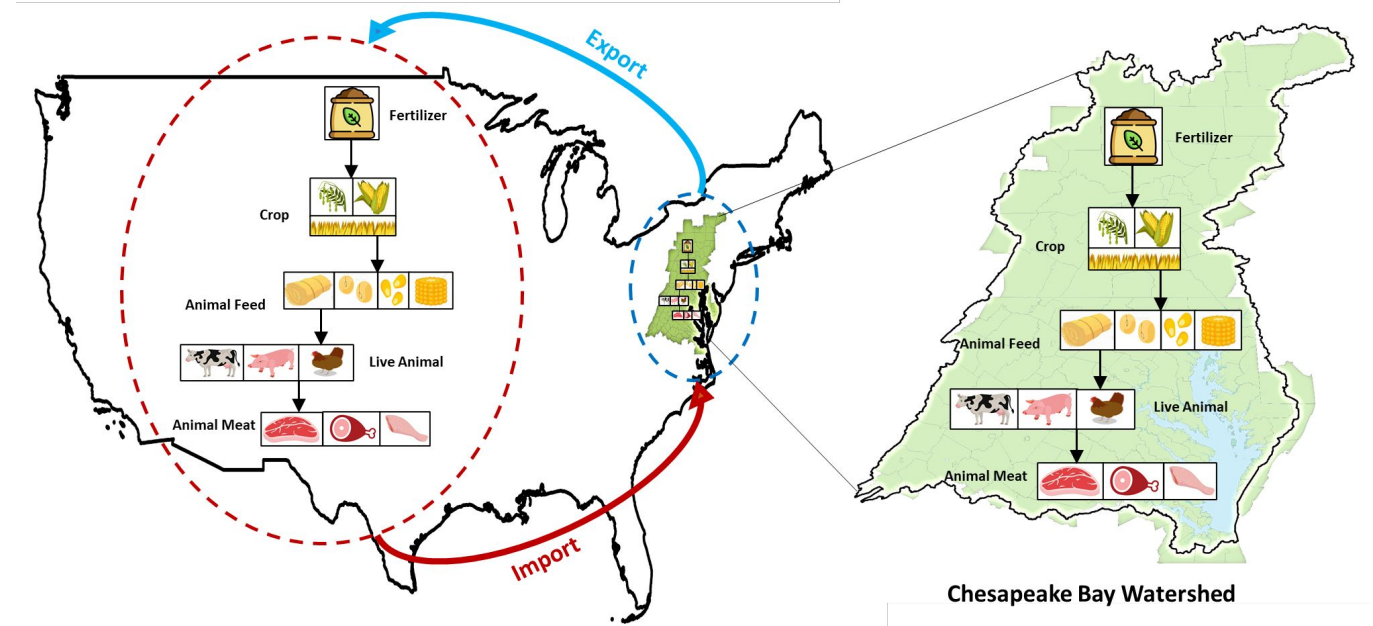 Export
Fertilizer
Crop
Animal Feed
Live Animal
Animal Meat
Import
Fertilizer
Crop
Animal Feed
Live Animal
Animal Meat
Chesapeake Bay Watershed